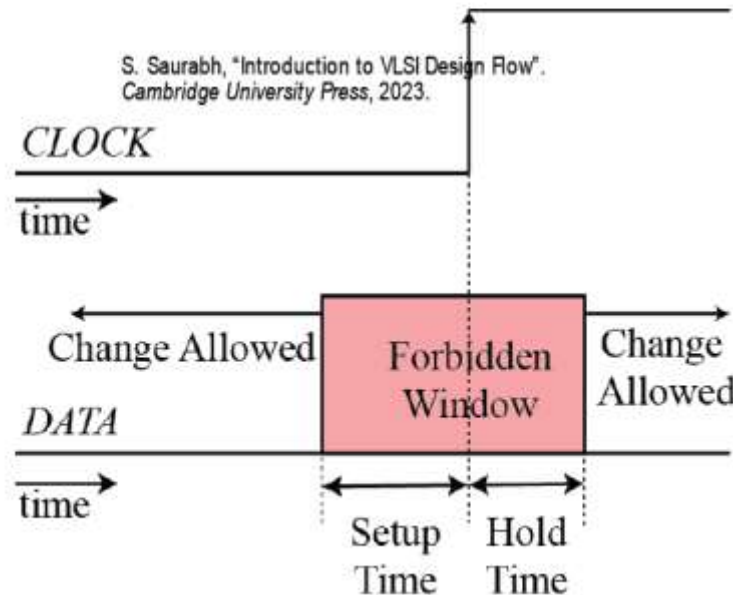 S. Saurabh, “Introduction to VLSI Design Flow”.
Cambridge University Press, 2023.
CLOCK
time
Change Allowed
Forbidden
Window
Change
Allowed
DATA
time
Setup
Time
Hold
Time